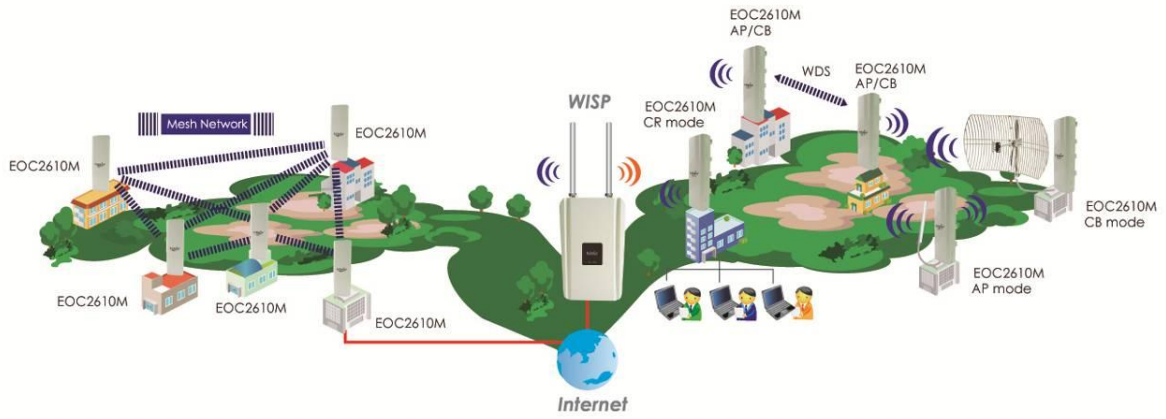 EOC2610M
AP/CB
WDS
EOC2610M
AP/CB
WISP
EOC2610M
CR mode
Mesh Network
EOC2610M
EOC2610M
EOC2610M
CB mode
EOC2610M
EOC2610M
EOC2610M
EOC2610M
AP mode
Internet